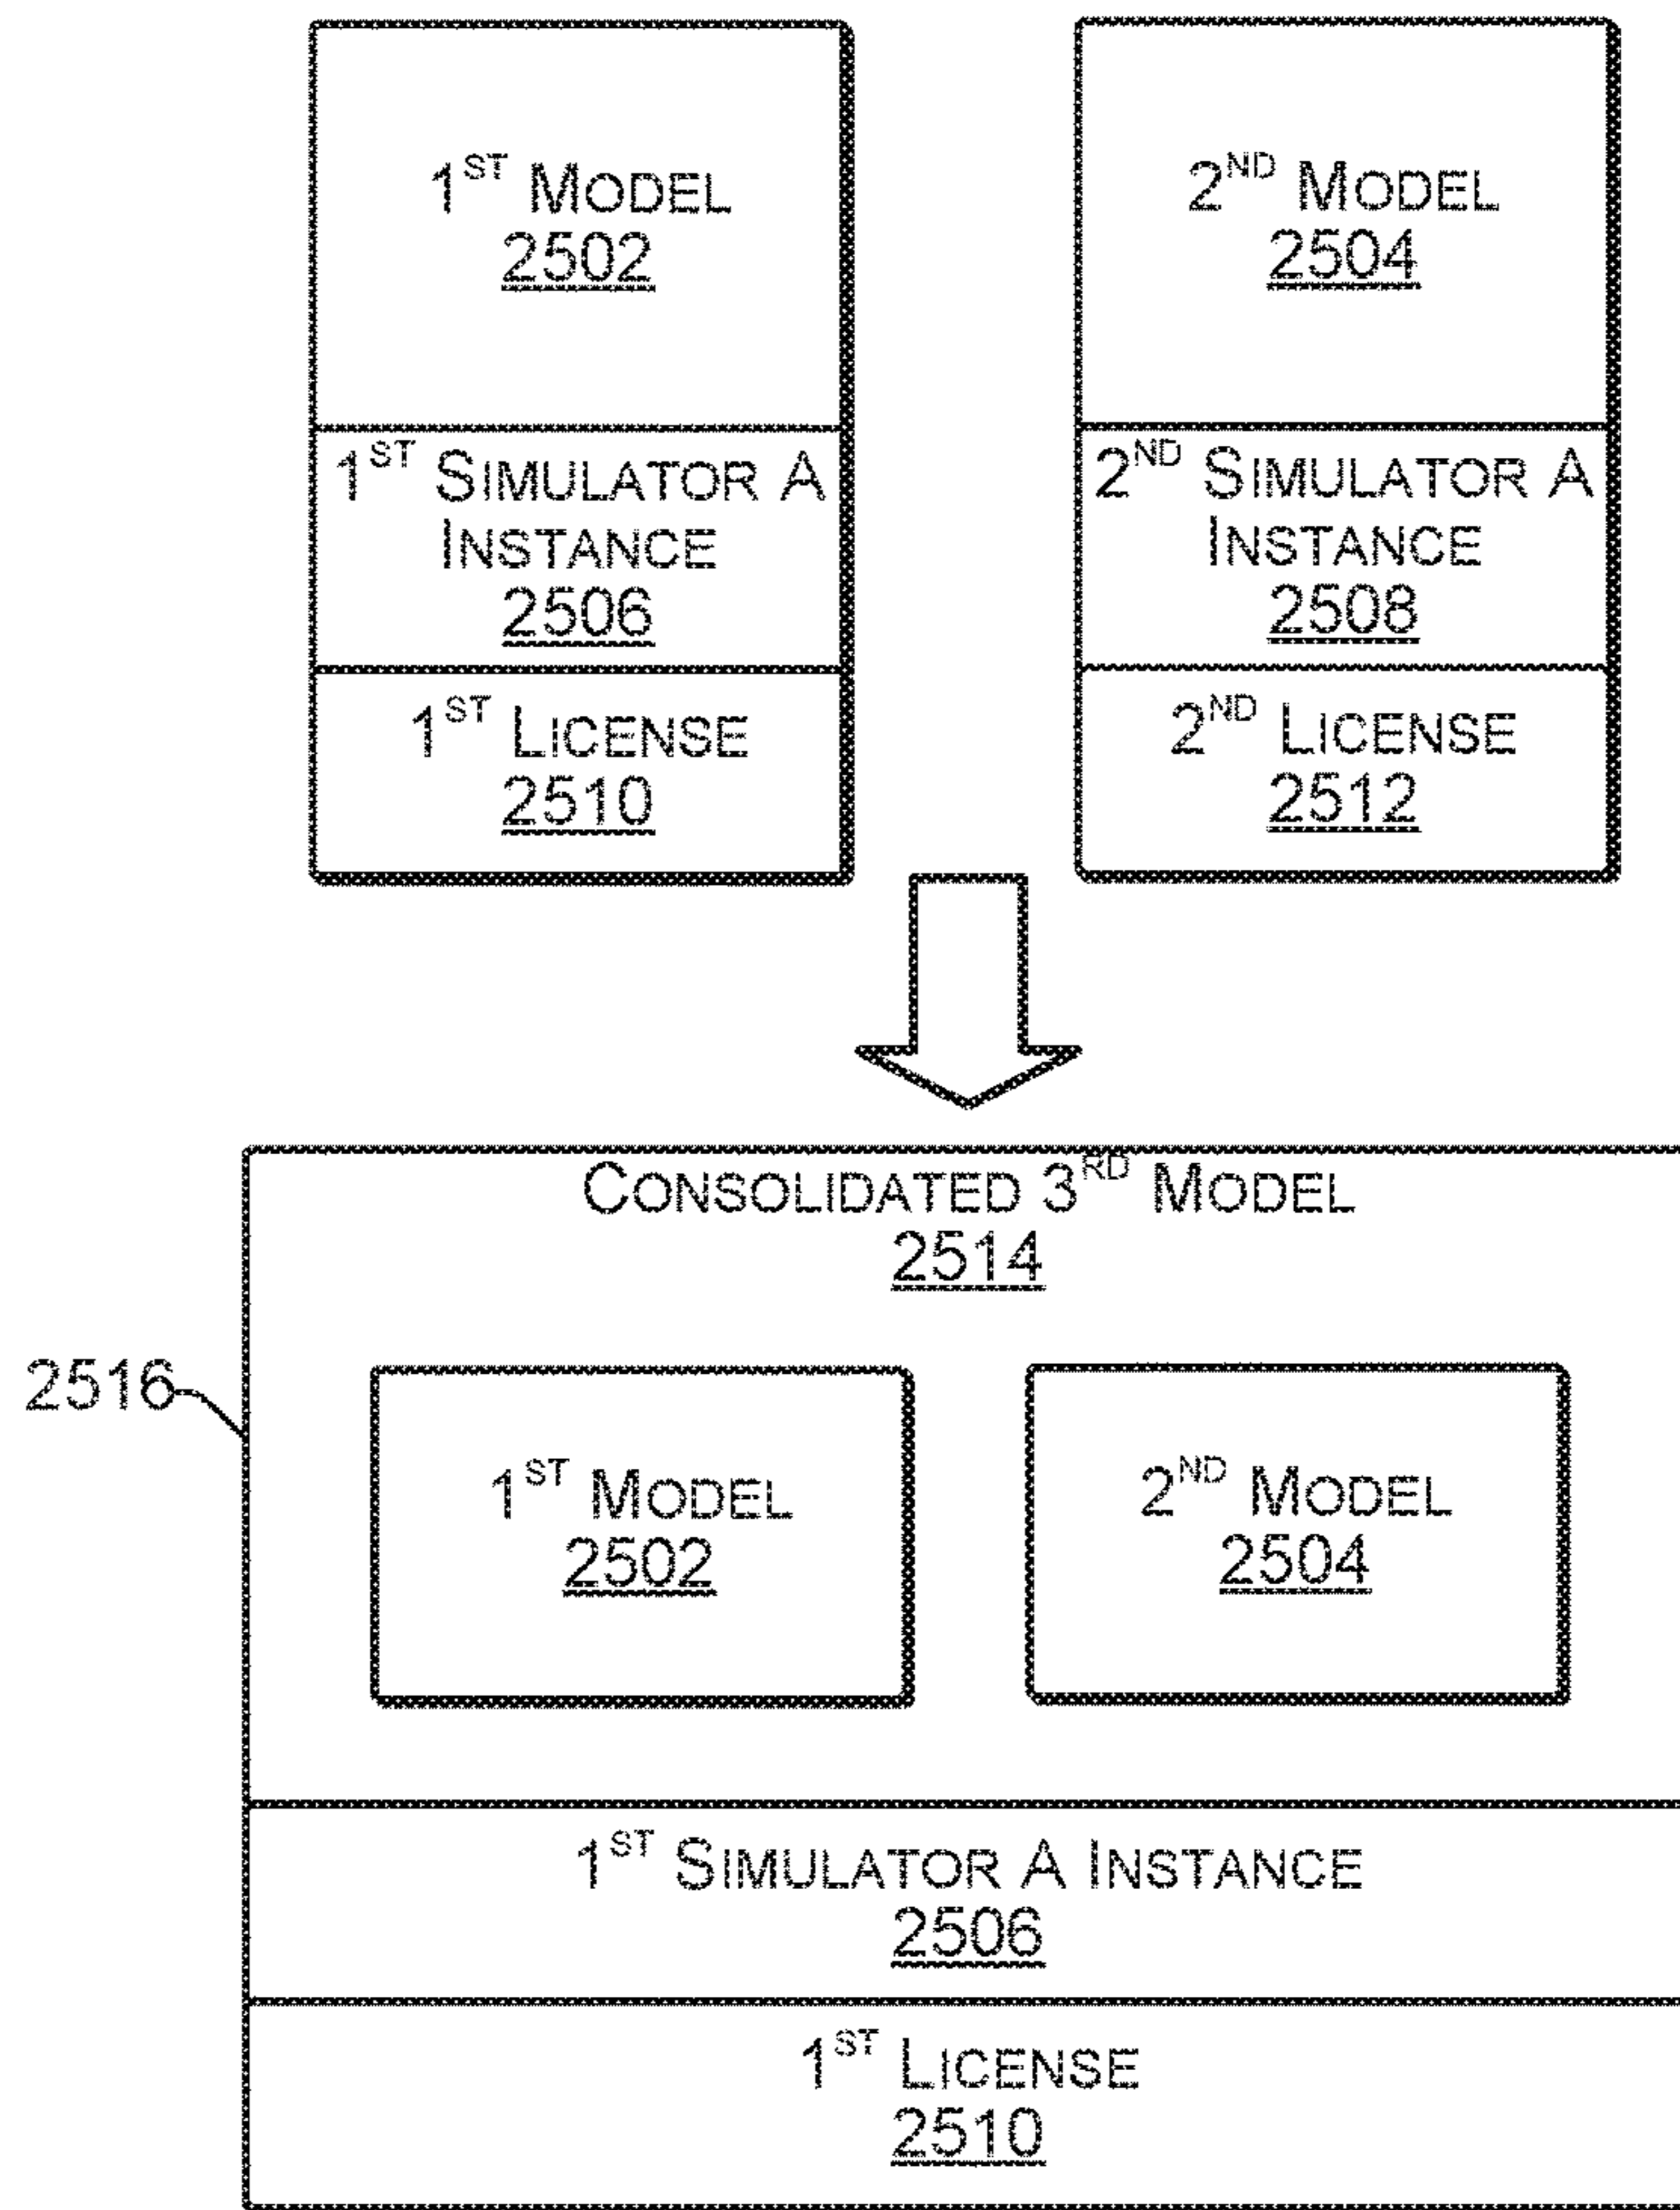 1ST MODEL
2502
2ND MODEL
2504
1ST SIMULATOR A
INSTANCE
2506
2ND SIMULATOR A
INSTANCE
2508
1ST LICENSE
2510
2ND LICENSE
2512
CONSOLIDATED 3RD MODEL
2514
2516
1ST MODEL
2502
2ND MODEL
2504
1ST SIMULATOR A INSTANCE
2506
1ST LICENSE
2510